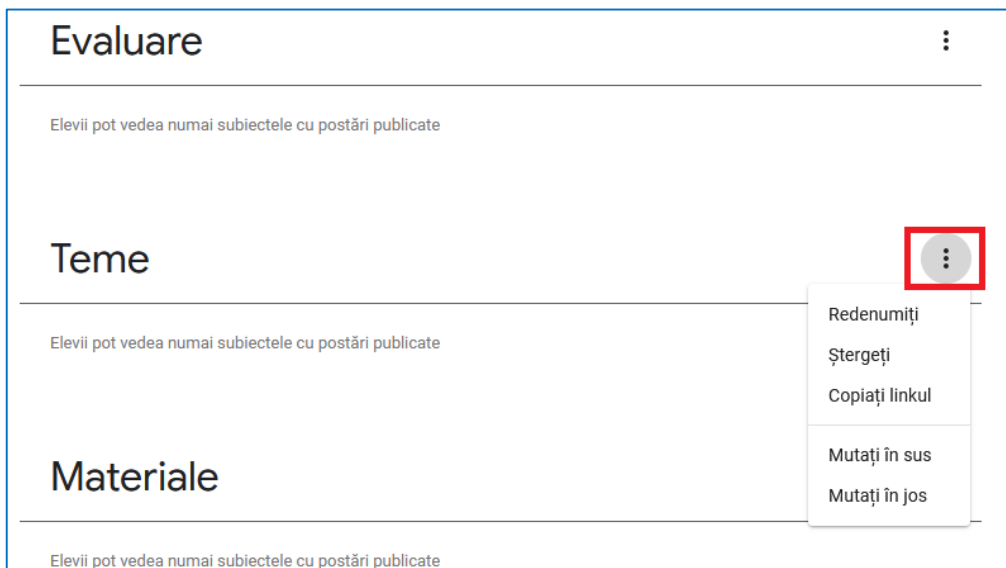 Evaluare
Elevii pot vedea numai subiectele cu postări publicate
Teme
Elevii pot vedea numai subiectele cu postări publicate
Redenumiți
Ștergeți
Copiați linkul
Mutați în sus
Mutați în jos
Materiale
Elevii pot vedea numai subiectele cu postări publicate